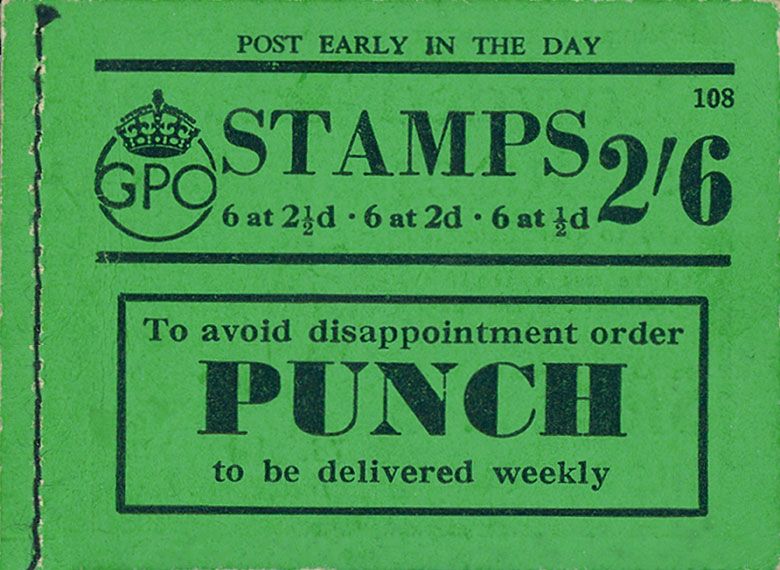 POST EARLY IN THE DAY
108
GPO STAMPS 2/6
6 at 2½d · 6 at 2d · 6 at ½d
To avoid disappointment order
PUNCH
to be delivered weekly